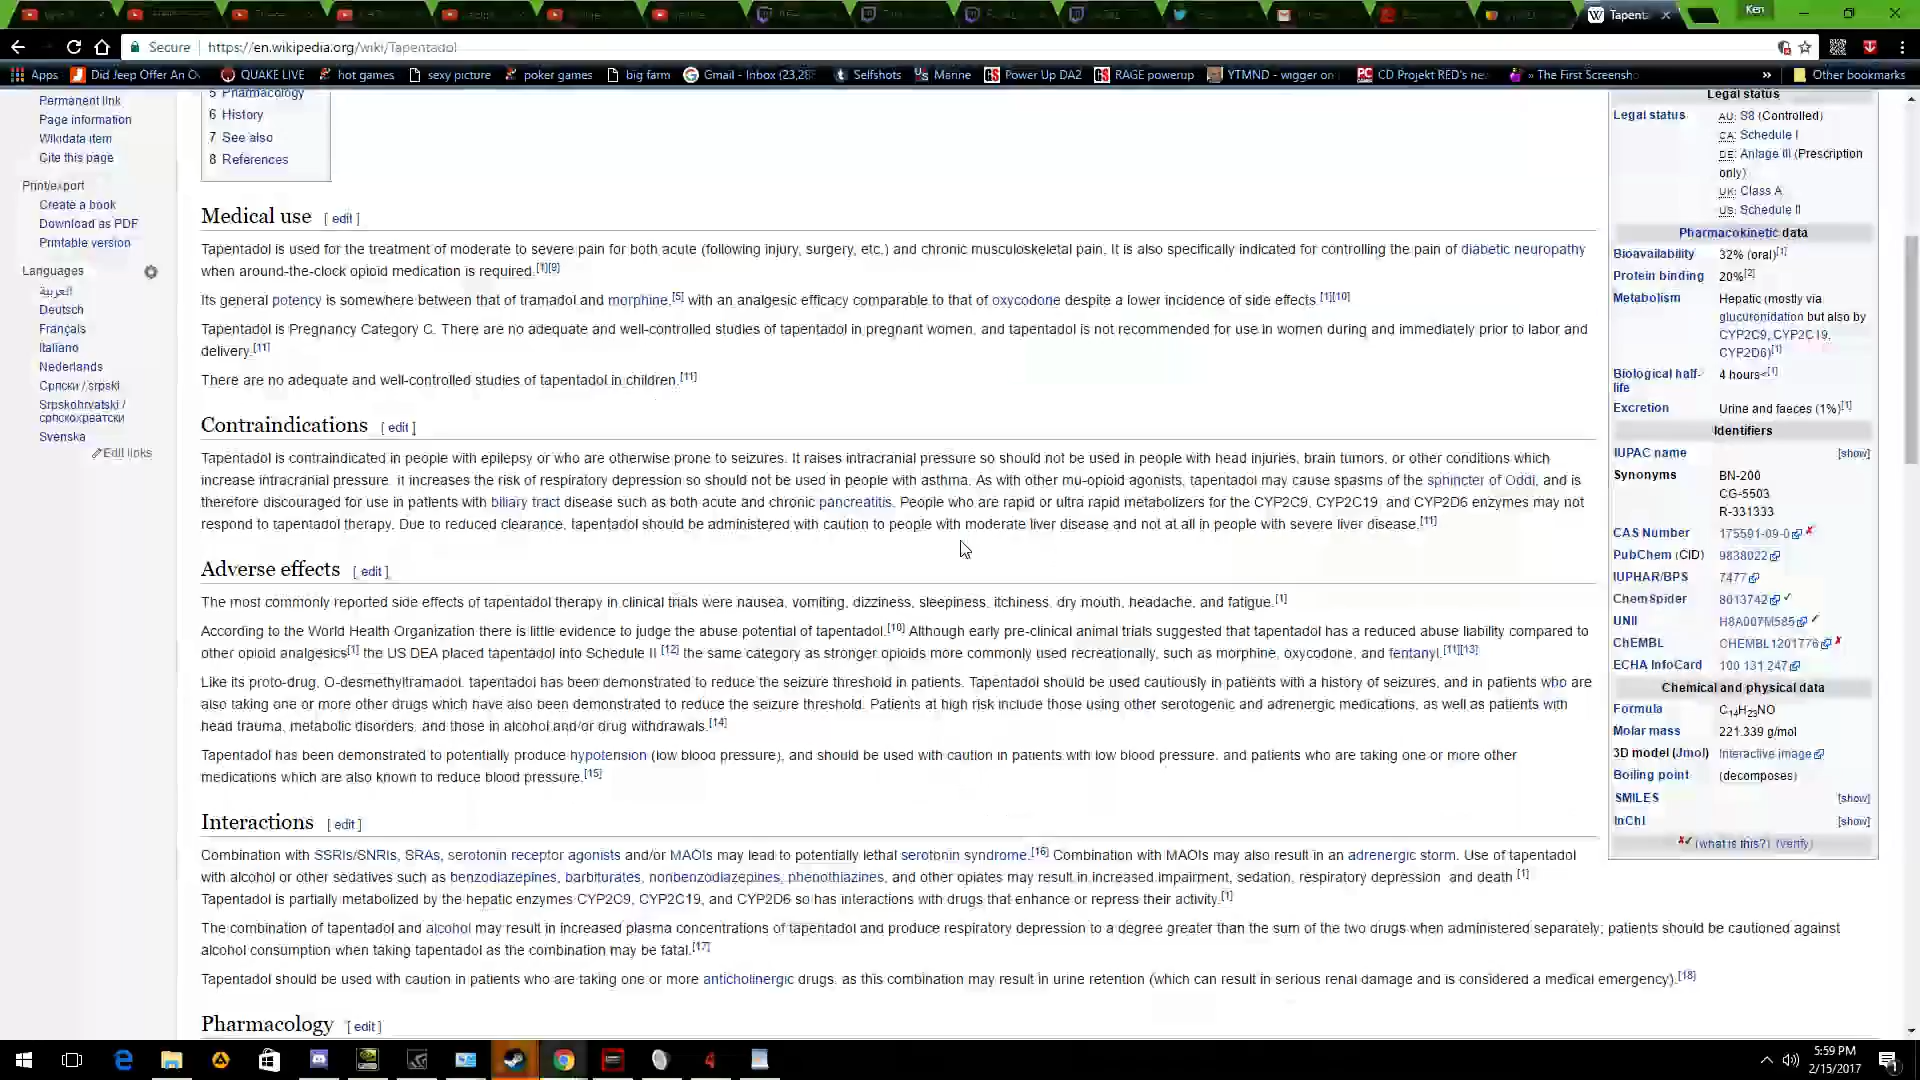 Ken
Tapent
Secure
https://en.wikipedia.org/wiki/Tapentadol
Apps
Did Jeep Offer An O
QUAKE LIVE
hot games
sexy picture
poker games
big farm
Gmail - Inbox (23,28
Selfshots
Marine
Power Up DA2
RAGE powerup
YTMND - wigger on
CD Projekt RED's ne
» The First Screensho
»
Other bookmarks
Permanent link
Page information
Wikidata item
Cite this page
Print/export
Create a book
Download as PDF
Printable version
Languages
العربية
Deutsch
Français
Italiano
Nederlands
Српски / srpski
Srpskohrvatski /
српскохрватски
Svenska
Edit links
5 Pharmacology
6 History
7 See also
8 References
Medical use [ edit ]
Tapentadol is used for the treatment of moderate to severe pain for both acute (following injury, surgery, etc.) and chronic musculoskeletal pain. It is also specifically indicated for controlling the pain of diabetic neuropathy
when around-the-clock opioid medication is required.[1][9]
Its general potency is somewhere between that of tramadol and morphine,[5] with an analgesic efficacy comparable to that of oxycodone despite a lower incidence of side effects.[1][10]
Tapentadol is Pregnancy Category C. There are no adequate and well-controlled studies of tapentadol in pregnant women, and tapentadol is not recommended for use in women during and immediately prior to labor and
delivery.[11]
There are no adequate and well-controlled studies of tapentadol in children.[11]
Contraindications [ edit ]
Tapentadol is contraindicated in people with epilepsy or who are otherwise prone to seizures. It raises intracranial pressure so should not be used in people with head injuries, brain tumors, or other conditions which
increase intracranial pressure. It increases the risk of respiratory depression so should not be used in people with asthma. As with other mu-opioid agonists, tapentadol may cause spasms of the sphincter of Oddi, and is
therefore discouraged for use in patients with biliary tract disease such as both acute and chronic pancreatitis. People who are rapid or ultra rapid metabolizers for the CYP2C9, CYP2C19, and CYP2D6 enzymes may not
respond to tapentadol therapy. Due to reduced clearance, tapentadol should be administered with caution to people with moderate liver disease and not at all in people with severe liver disease.[11]
Adverse effects [ edit ]
The most commonly reported side effects of tapentadol therapy in clinical trials were nausea, vomiting, dizziness, sleepiness, itchiness, dry mouth, headache, and fatigue.[1]
According to the World Health Organization there is little evidence to judge the abuse potential of tapentadol.[10] Although early pre-clinical animal trials suggested that tapentadol has a reduced abuse liability compared to
other opioid analgesics[1] the US DEA placed tapentadol into Schedule II [12] the same category as stronger opioids more commonly used recreationally, such as morphine, oxycodone, and fentanyl.[11][13]
Like its proto-drug, O-desmethyltramadol, tapentadol has been demonstrated to reduce the seizure threshold in patients. Tapentadol should be used cautiously in patients with a history of seizures, and in patients who are
also taking one or more other drugs which have also been demonstrated to reduce the seizure threshold. Patients at high risk include those using other serotogenic and adrenergic medications, as well as patients with
head trauma, metabolic disorders, and those in alcohol and/or drug withdrawals.[14]
Tapentadol has been demonstrated to potentially produce hypotension (low blood pressure), and should be used with caution in patients with low blood pressure, and patients who are taking one or more other
medications which are also known to reduce blood pressure.[15]
Interactions [ edit ]
Combination with SSRIs/SNRIs, SRAs, serotonin receptor agonists and/or MAOIs may lead to potentially lethal serotonin syndrome.[16] Combination with MAOIs may also result in an adrenergic storm. Use of tapentadol
with alcohol or other sedatives such as benzodiazepines, barbiturates, nonbenzodiazepines, phenothiazines, and other opiates may result in increased impairment, sedation, respiratory depression, and death.[1]
Tapentadol is partially metabolized by the hepatic enzymes CYP2C9, CYP2C19, and CYP2D6 so has interactions with drugs that enhance or repress their activity.[1]
The combination of tapentadol and alcohol may result in increased plasma concentrations of tapentadol and produce respiratory depression to a degree greater than the sum of the two drugs when administered separately; patients should be cautioned against
alcohol consumption when taking tapentadol as the combination may be fatal.[17]
Tapentadol should be used with caution in patients who are taking one or more anticholinergic drugs, as this combination may result in urine retention (which can result in serious renal damage and is considered a medical emergency).[18]
Pharmacology [ edit ]
Legal status
Legal status
AU: S8 (Controlled)
CA: Schedule I
DE: Anlage III (Prescription
only)
UK: Class A
US: Schedule II
Pharmacokinetic data
Bioavailability 32% (oral)[1]
Protein binding 20%[2]
Metabolism Hepatic (mostly via
glucuronidation but also by
CYP2C9, CYP2C19,
CYP2D6)[1]
Biological half-
life 4 hours<[1]
Excretion Urine and faeces (1%)[1]
Identifiers
IUPAC name [show]
Synonyms BN-200
CG-5503
R-331333
CAS Number 175591-09-0
PubChem (CID) 9838022
IUPHAR/BPS 7477
ChemSpider 8013742
UNII H8A007M585
ChEMBL CHEMBL1201776
ECHA InfoCard 100.131.247
Chemical and physical data
Formula C14H23NO
Molar mass 221.339 g/mol
3D model (Jmol) Interactive image
Boiling point (decomposes)
SMILES [show]
InChI [show]
(what is this?) (verify)
5:59 PM
2/15/2017